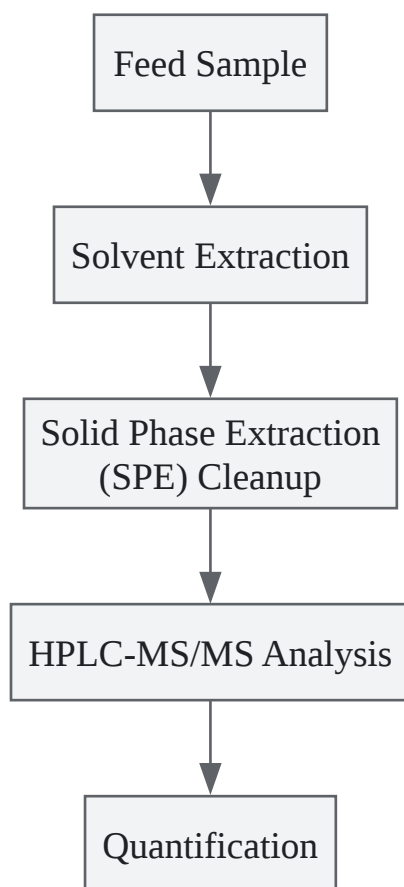 Feed Sample
Solvent Extraction
Solid Phase Extraction
(SPE) Cleanup
HPLC-MS/MS Analysis
Quantification